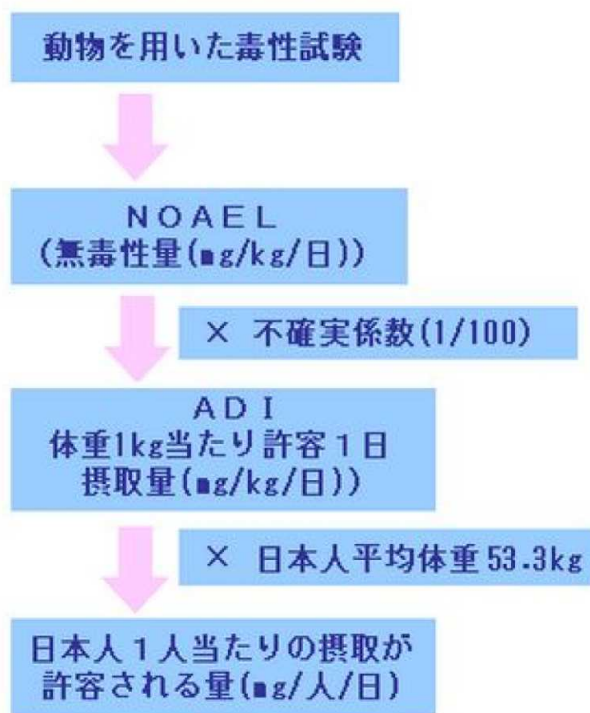 動物を用いた毒性試験
ＮＯＡＥＬ
(無毒性量(mg/kg/日))
× 不確実係数(1/100)
ＡＤＩ
体重1kg当たり許容１日
摂取量(mg/kg/日))
× 日本人平均体重53.3kg
日本人１人当たりの摂取が
許容される量(mg/人/日)